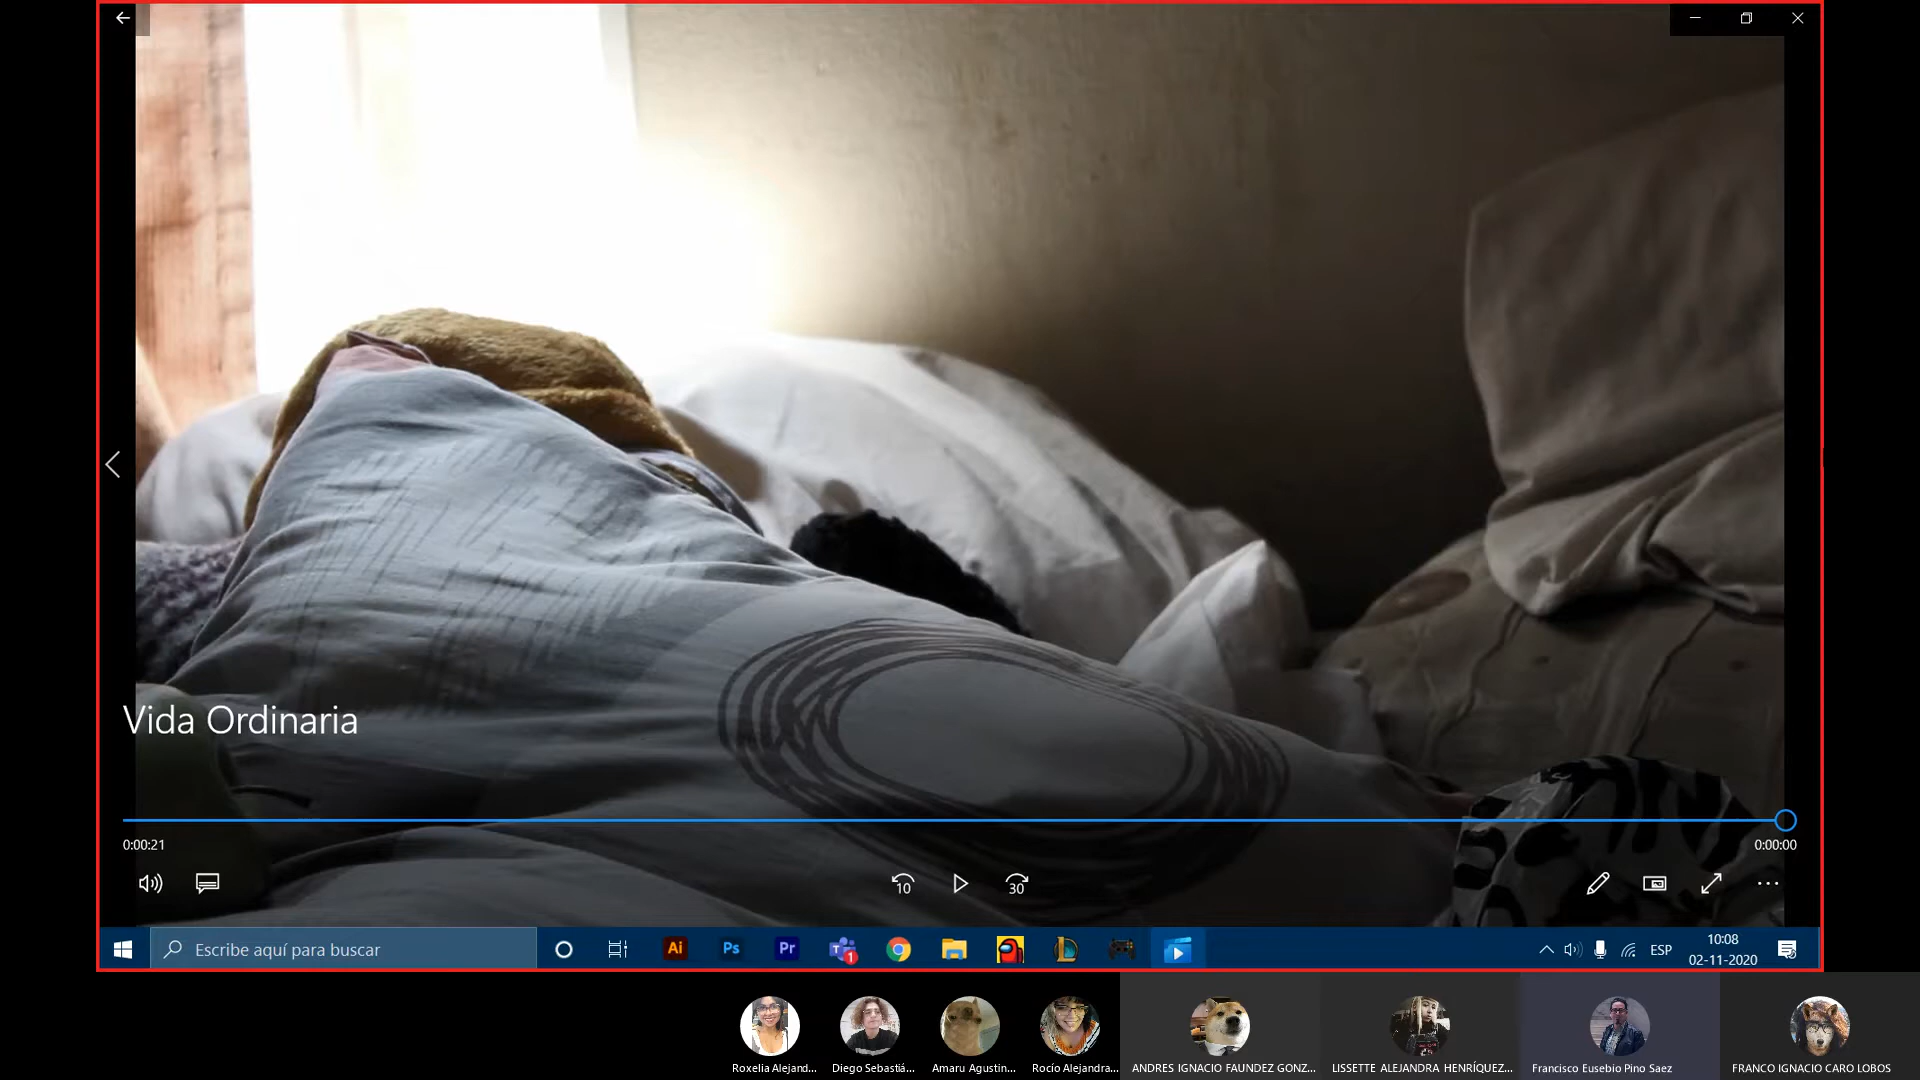 Vida Ordinaria
0:00:21
0:00:00
10
30
Escribe aquí para buscar
Ai
Ps
Pr
T
1
ESP
10:08
02-11-2020
Roxelia Alejand...
Diego Sebastiá...
Amaru Agustin...
Rocío Alejandra...
ANDRES IGNACIO FAUNDEZ GONZ...
LISSETTE ALEJANDRA HENRÍQUEZ...
Francisco Eusebio Pino Saez
FRANCO IGNACIO CARO LOBOS